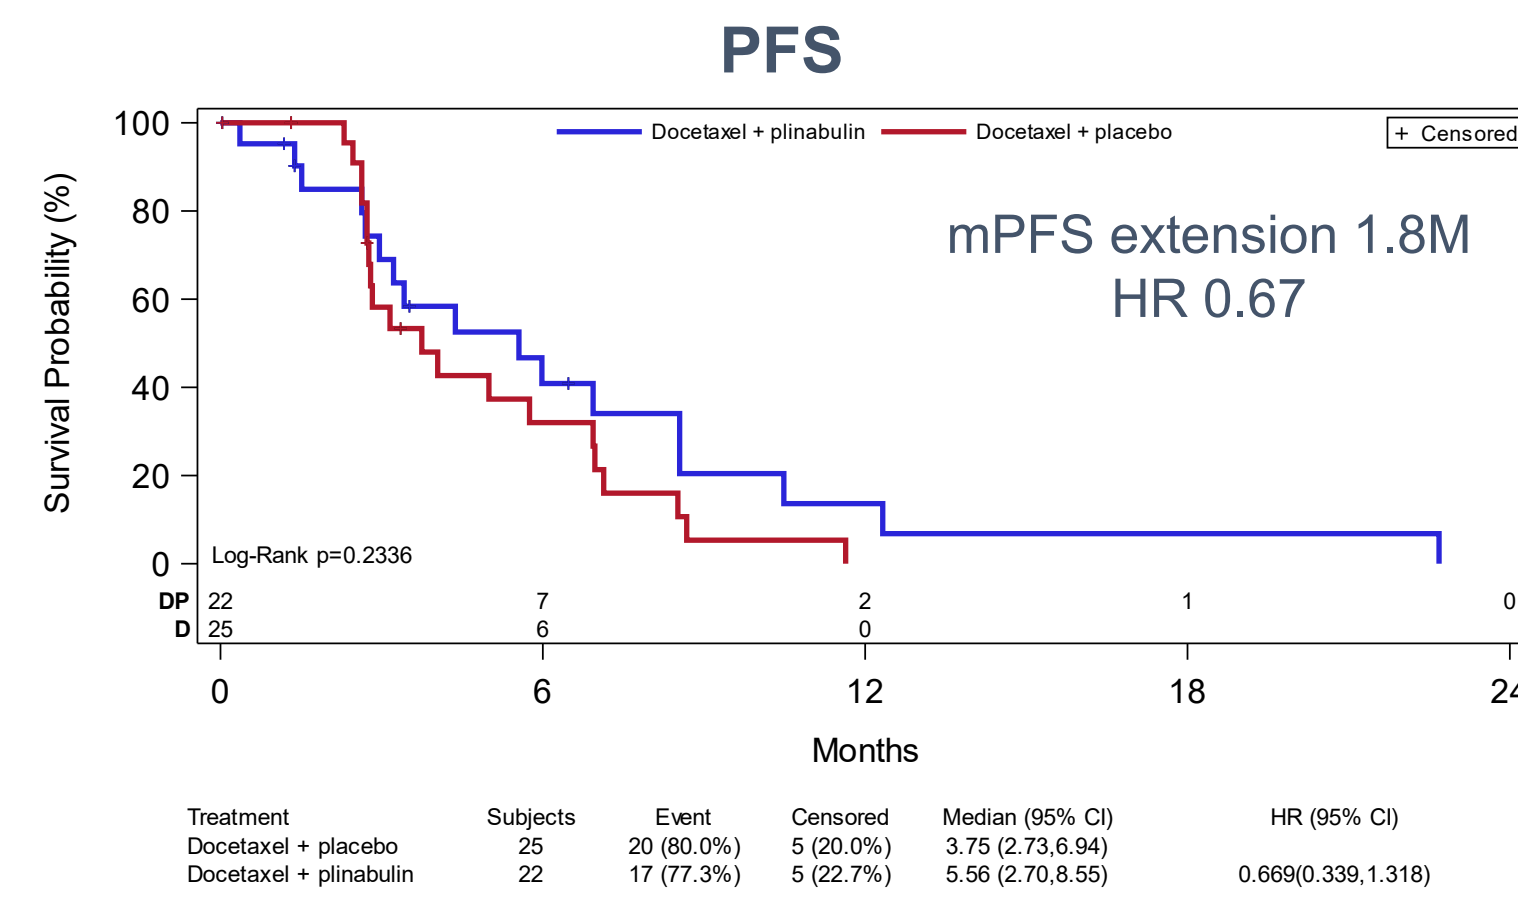 PFS
Docetaxel + plinabulin Docetaxel + placebo + Censored
Survival Probability (%)
100
80
60
40
20
0
mPFS extension 1.8M
HR 0.67
Log-Rank p=0.2336
DP 22 7 2 1 0
D 25 6 0
0 6 12 18 24
Months
Treatment Subjects Event Censored Median (95% CI) HR (95% CI)
Docetaxel + placebo 25 20 (80.0%) 5 (20.0%) 3.75 (2.73,6.94)
Docetaxel + plinabulin 22 17 (77.3%) 5 (22.7%) 5.56 (2.70,8.55) 0.669(0.339,1.318)